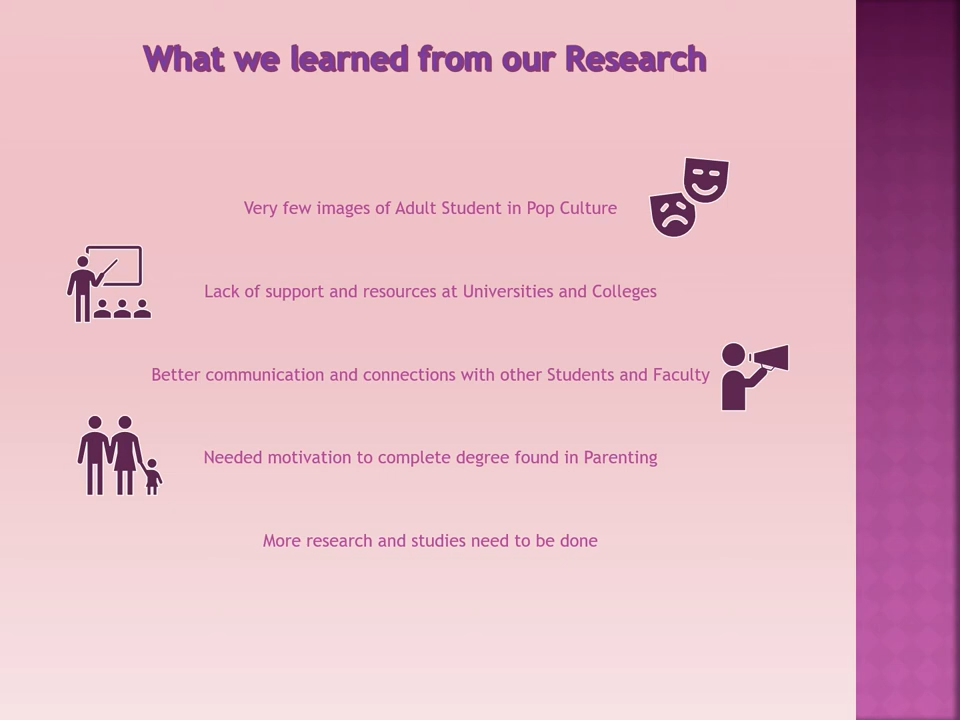 What we learned from our Research
Very few images of Adult Student in Pop Culture
Lack of support and resources at Universities and Colleges
Better communication and connections with other Students and Faculty
Needed motivation to complete degree found in Parenting
More research and studies need to be done